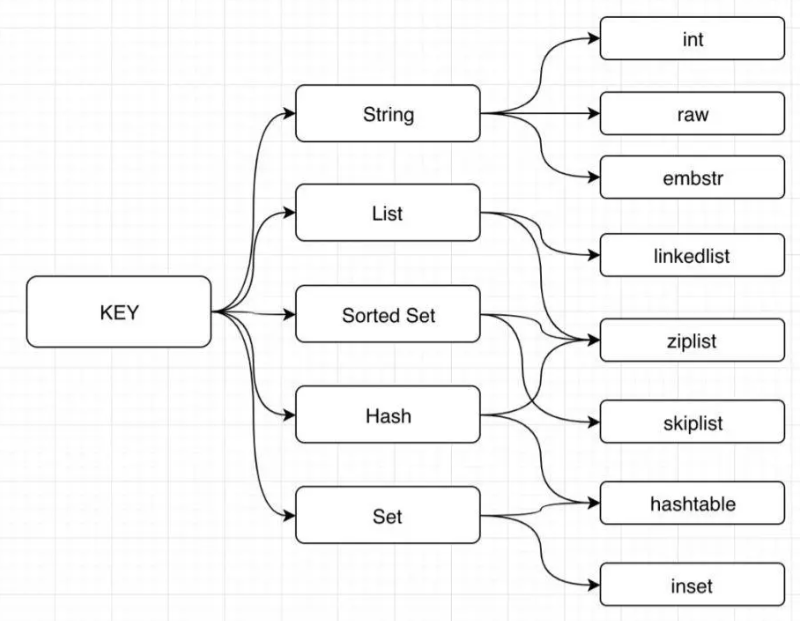 KEY
String
List
Sorted Set
Hash
Set
int
raw
embstr
linkedlist
ziplist
skiplist
hashtable
inset